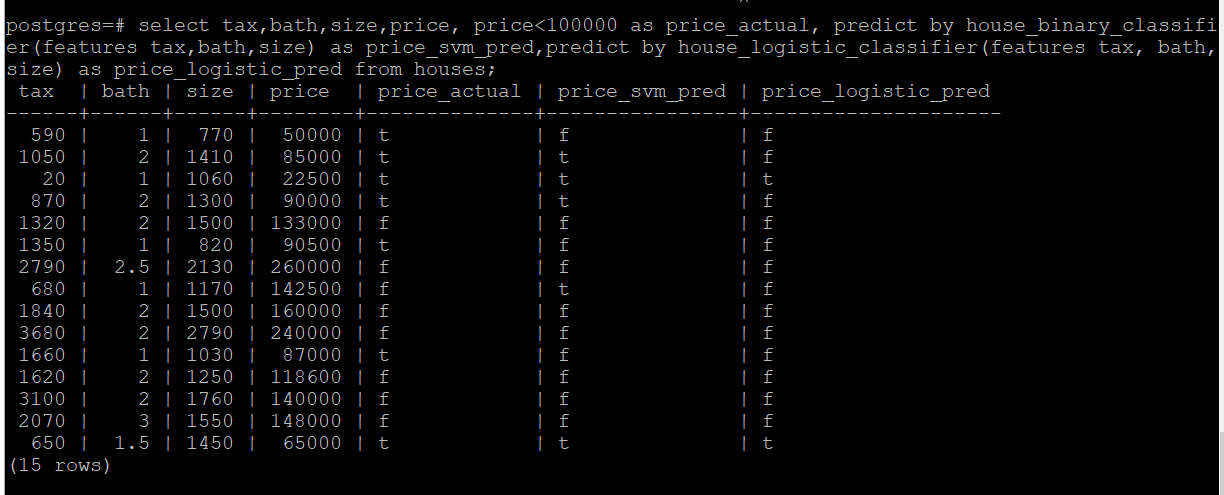 postgres=# select tax,bath,size,price, price<100000 as price_actual, predict by house_binary_classifi
er(features tax,bath,size) as price_svm_pred,predict by house_logistic_classifier(features tax, bath,
size) as price_logistic_pred from houses;
 tax  | bath | size | price  | price_actual | price_svm_pred | price_logistic_pred
------+------+------+--------+--------------+----------------+---------------------
  590 |    1 |  770 |  50000 | t            | f              | f
 1050 |    2 | 1410 |  85000 | t            | t              | f
   20 |    1 | 1060 |  22500 | t            | t              | t
  870 |    2 | 1300 |  90000 | t            | t              | f
 1320 |    2 | 1500 | 133000 | f            | f              | f
 1350 |    1 |  820 |  90500 | t            | f              | f
 2790 |  2.5 | 2130 | 260000 | f            | f              | f
  680 |    1 | 1170 | 142500 | f            | t              | f
 1840 |    2 | 1500 | 160000 | f            | f              | f
 3680 |    2 | 2790 | 240000 | f            | f              | f
 1660 |    1 | 1030 |  87000 | t            | f              | f
 1620 |    2 | 1250 | 118600 | f            | f              | f
 3100 |    2 | 1760 | 140000 | f            | f              | f
 2070 |    3 | 1550 | 148000 | f            | f              | f
  650 |  1.5 | 1450 |  65000 | t            | t              | t
(15 rows)